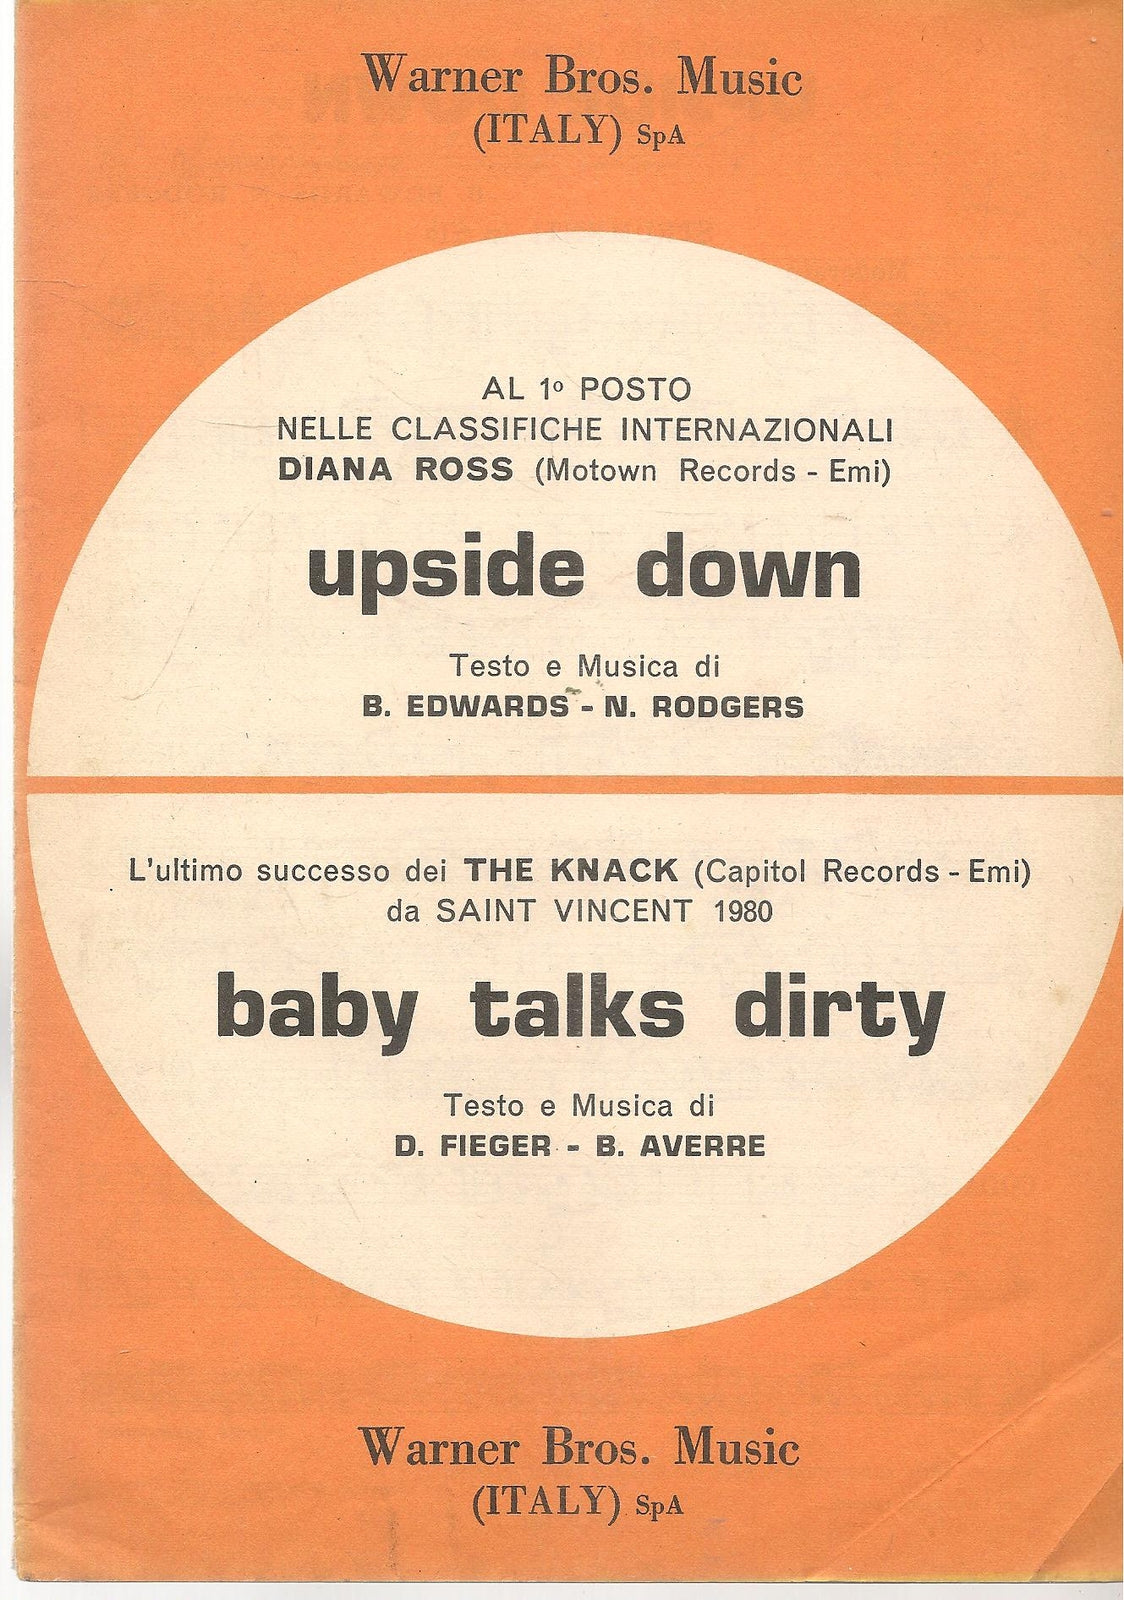 Warner Bros. Music
(ITALY) SpA
AL 1º POSTO
NELLE CLASSIFICHE INTERNAZIONALI
DIANA ROSS (Motown Records - Emi)
upside down
Testo e Musica di
B. EDWARDS - N. RODGERS
L'ultimo successo dei THE KNACK (Capitol Records - Emi)
da SAINT VINCENT 1980
baby talks dirty
Testo e Musica di
D. FIEGER - B. AVERRE
Warner Bros. Music
(ITALY) SpA